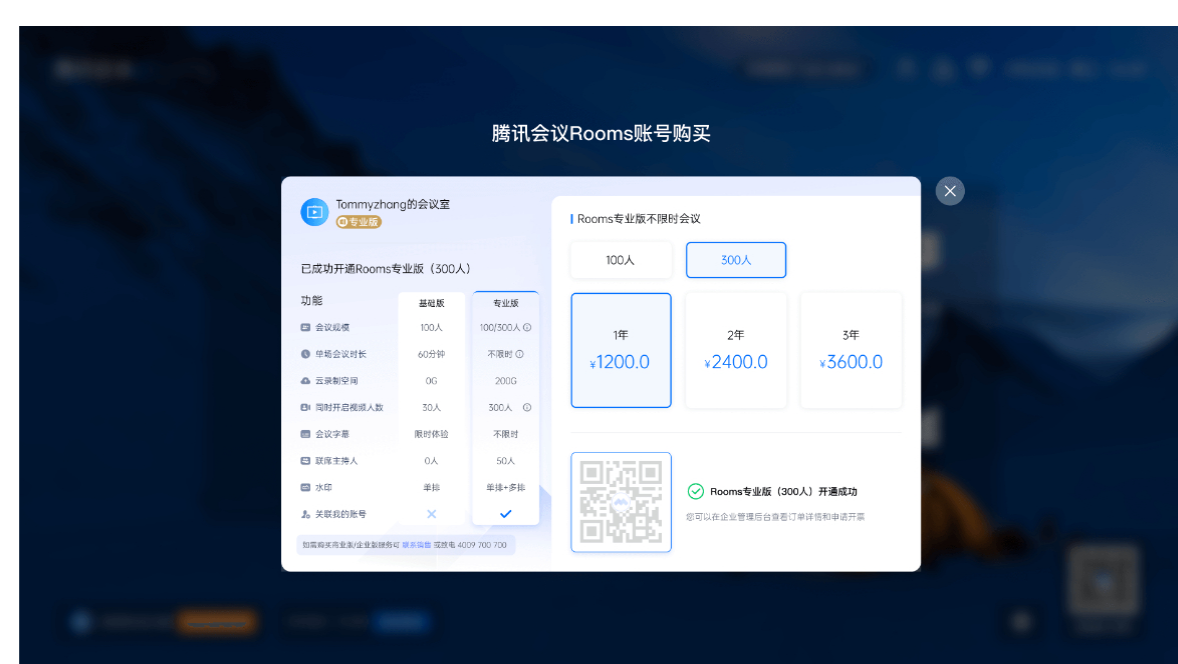 腾讯会议Rooms账号购买
Tommyzhang的会议室
专业版
已成功开通Rooms专业版（300人）
功能 基础版 专业版
会议规模 100人 100/300人
单场会议时长 60分钟 不限时
云录制空间 0G 200G
同时开启视频人数 30人 300人
会议字幕 限时体验 不限时
联席主持人 0人 50人
水印 单排 单排+多排
关联我的账号
如需购买商业版/企业版服务可 联系销售 或致电 4009 700 700
Rooms专业版不限时会议
100人 300人
1年 2年 3年
¥1200.0 ¥2400.0 ¥3600.0
Rooms专业版（300人）开通成功
您可以在企业管理后台查看订单详情和申请开票